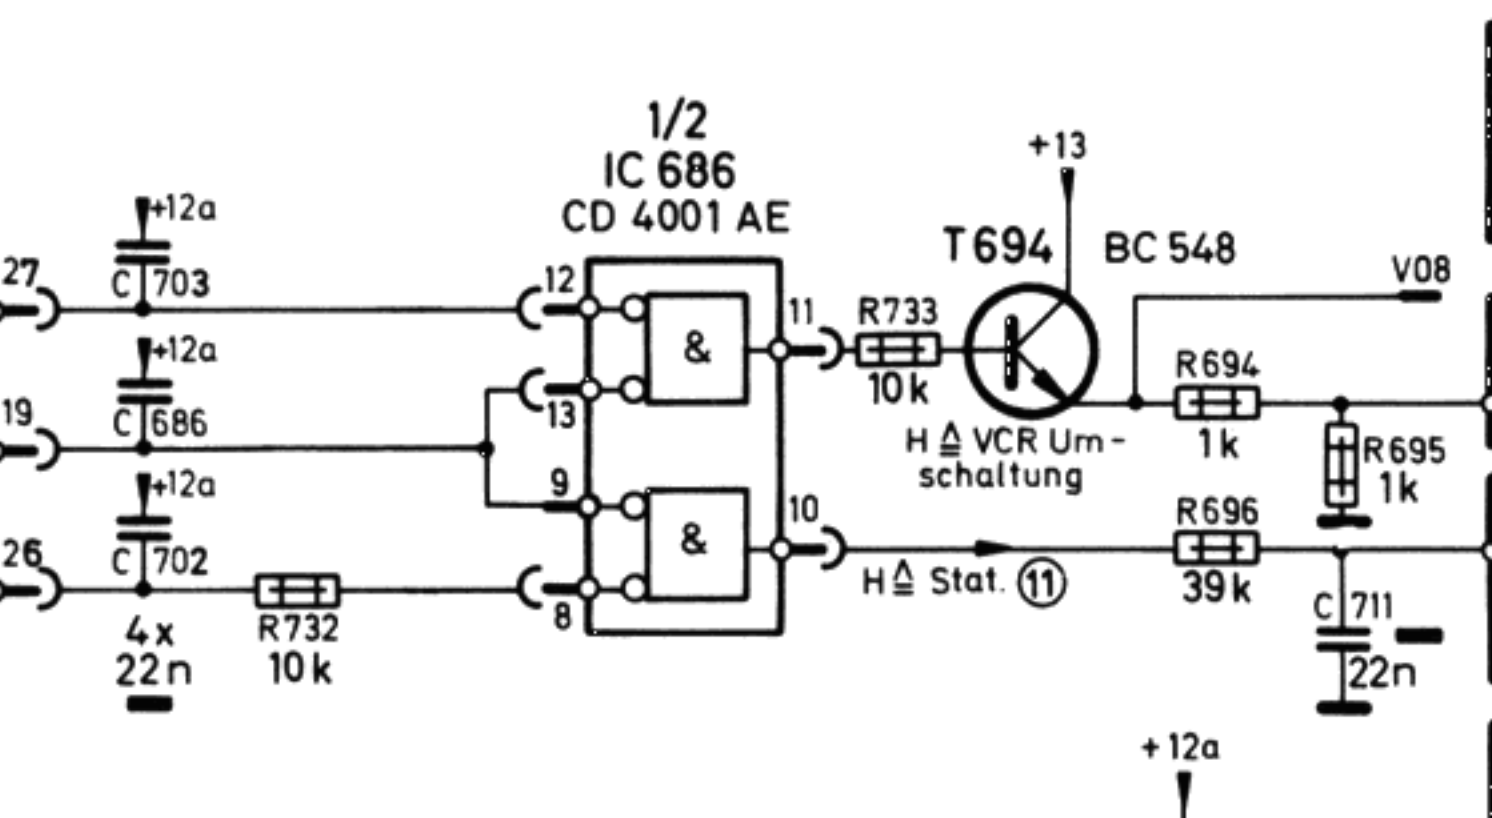 1/2
IC 686
CD 4001 AE
+13
T694
BC 548
V08
+12a
C 703
27
12
11
R733
10k
&
+12a
C 686
19
13
R694
1k
H ≙ VCR Um-
schaltung
R695
1k
+12a
C 702
26
9
&
10
R696
39k
H ≙ Stat. ⑪
8
4x
22n
R732
10k
C 711
22n
+12a